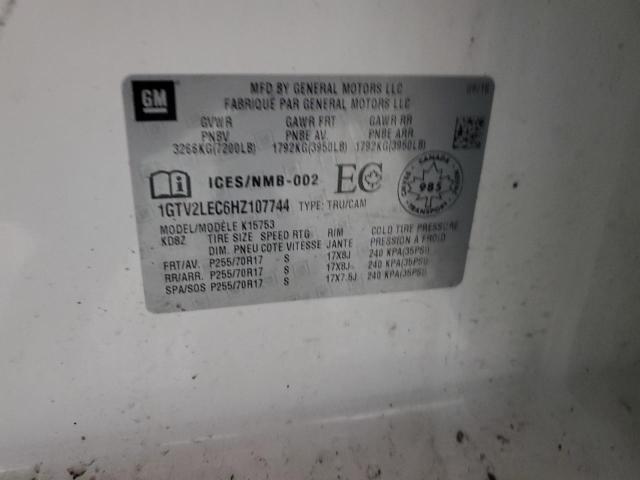 GM
MFD BY GENERAL MOTORS LLC
FABRIQUÉ PAR GENERAL MOTORS LLC
GVWR GAWR FRT GAWR RR
PNBV PNBE AV. PNBE ARR
3266KG(7200LB) 1792KG(3950LB) 1792KG(3950LB)
ICES/NMB-002 EC CANADA 985 TRANSPORT
1GTV2LEC6HZ107744 TYPE: TRU/CAM
MODEL/MODÈLE K15753
KD8Z TIRE SIZE SPEED RTG RIM COLD TIRE PRESSURE
DIM. PNEU COTE VITESSE JANTE PRESSION À FROID
FRT/AV. P255/70R17 S 17X8J 240 KPA(35PSI)
RR/ARR. P255/70R17 S 17X8J 240 KPA(35PSI)
SPA/SOS P255/70R17 S 17X7.5J 240 KPA(35PSI)